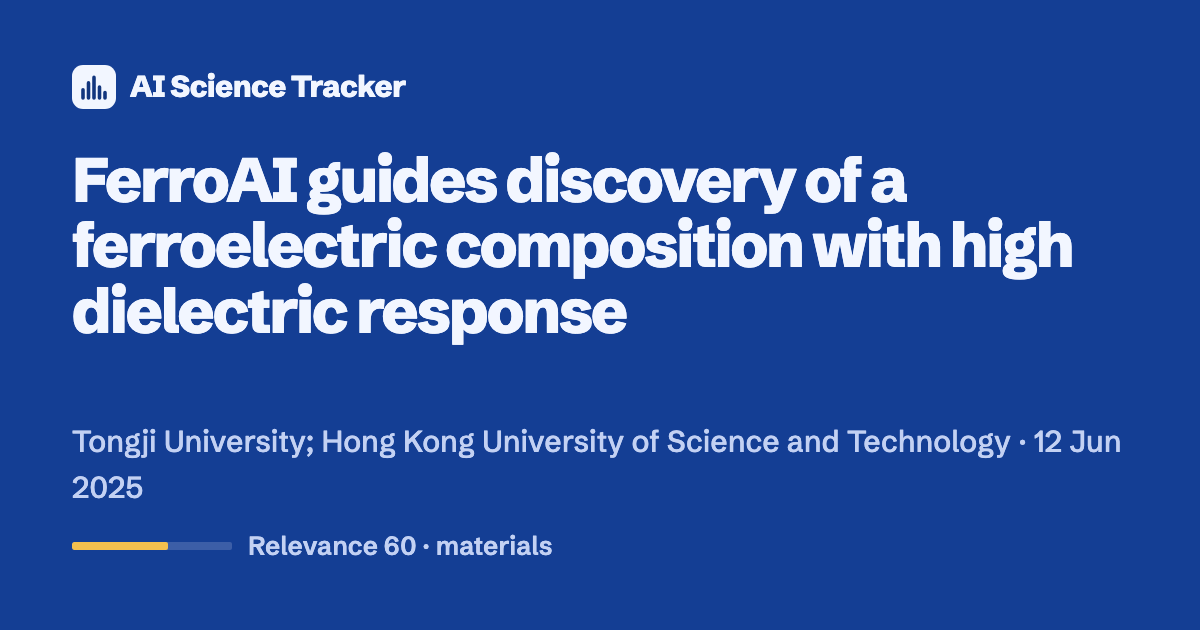 AI Science Tracker
FerroAI guides discovery of a
ferroelectric composition with high
dielectric response
Tongji University; Hong Kong University of Science and Technology · 12 Jun
2025
Relevance 60 · materials